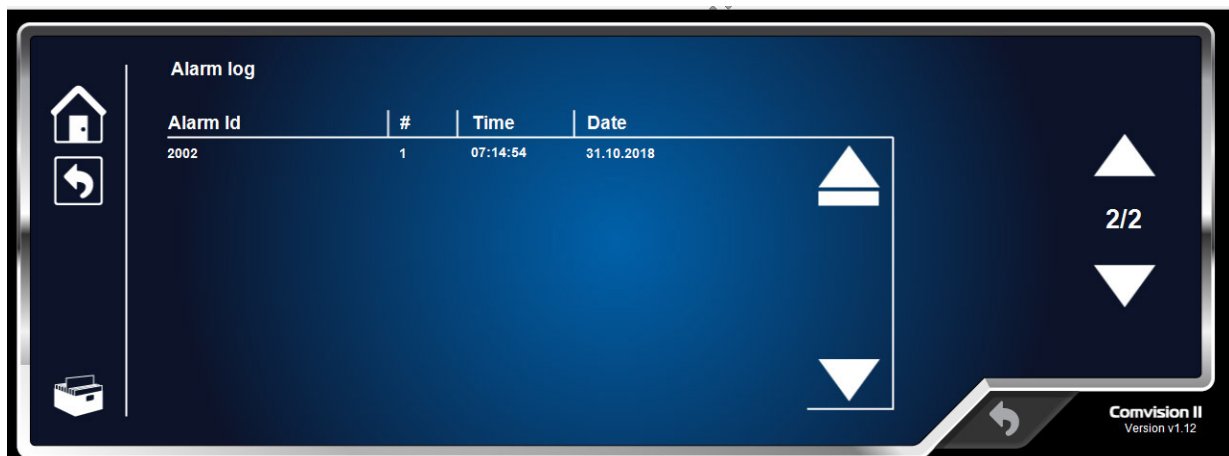 Alarm log
Alarm Id # Time Date
2002 1 07:14:54 31.10.2018
2/2
Comvision II
Version v1.12